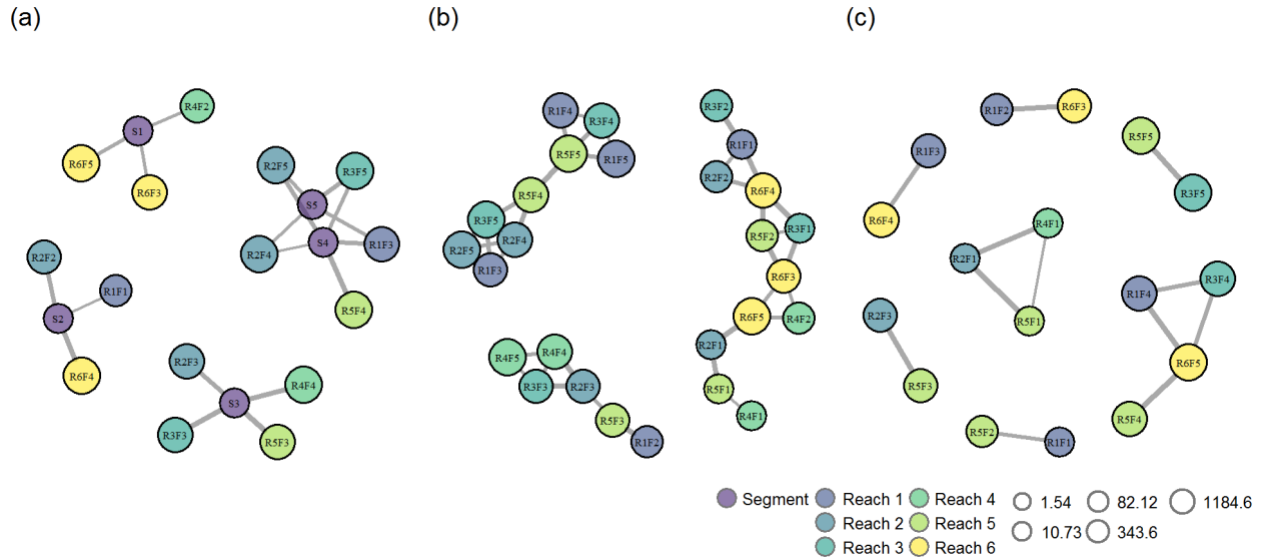 (a)
(b)
(c)
S1
R4F2
R6F5
R6F3
R2F5
R3F5
S5
S4
R1F3
R2F4
R5F4
R2F2
R1F1
S2
R6F4
R2F3
R4F4
S3
R3F3
R5F3
R1F4
R3F4
R5F5
R1F5
R5F4
R3F5
R2F4
R2F5
R1F3
R4F5
R4F4
R3F3
R2F3
R5F3
R1F2
R3F2
R1F1
R2F2
R6F4
R5F2
R3F1
R6F3
R6F5
R4F2
R2F1
R5F1
R4F1
R1F2
R6F3
R1F3
R6F4
R5F5
R3F5
R4F1
R2F1
R5F1
R2F3
R5F3
R1F4
R3F4
R6F5
R5F4
R5F2
R1F1
Segment
Reach 1
Reach 4
1.54
82.12
1184.6
Reach 2
Reach 5
10.73
343.6
Reach 3
Reach 6